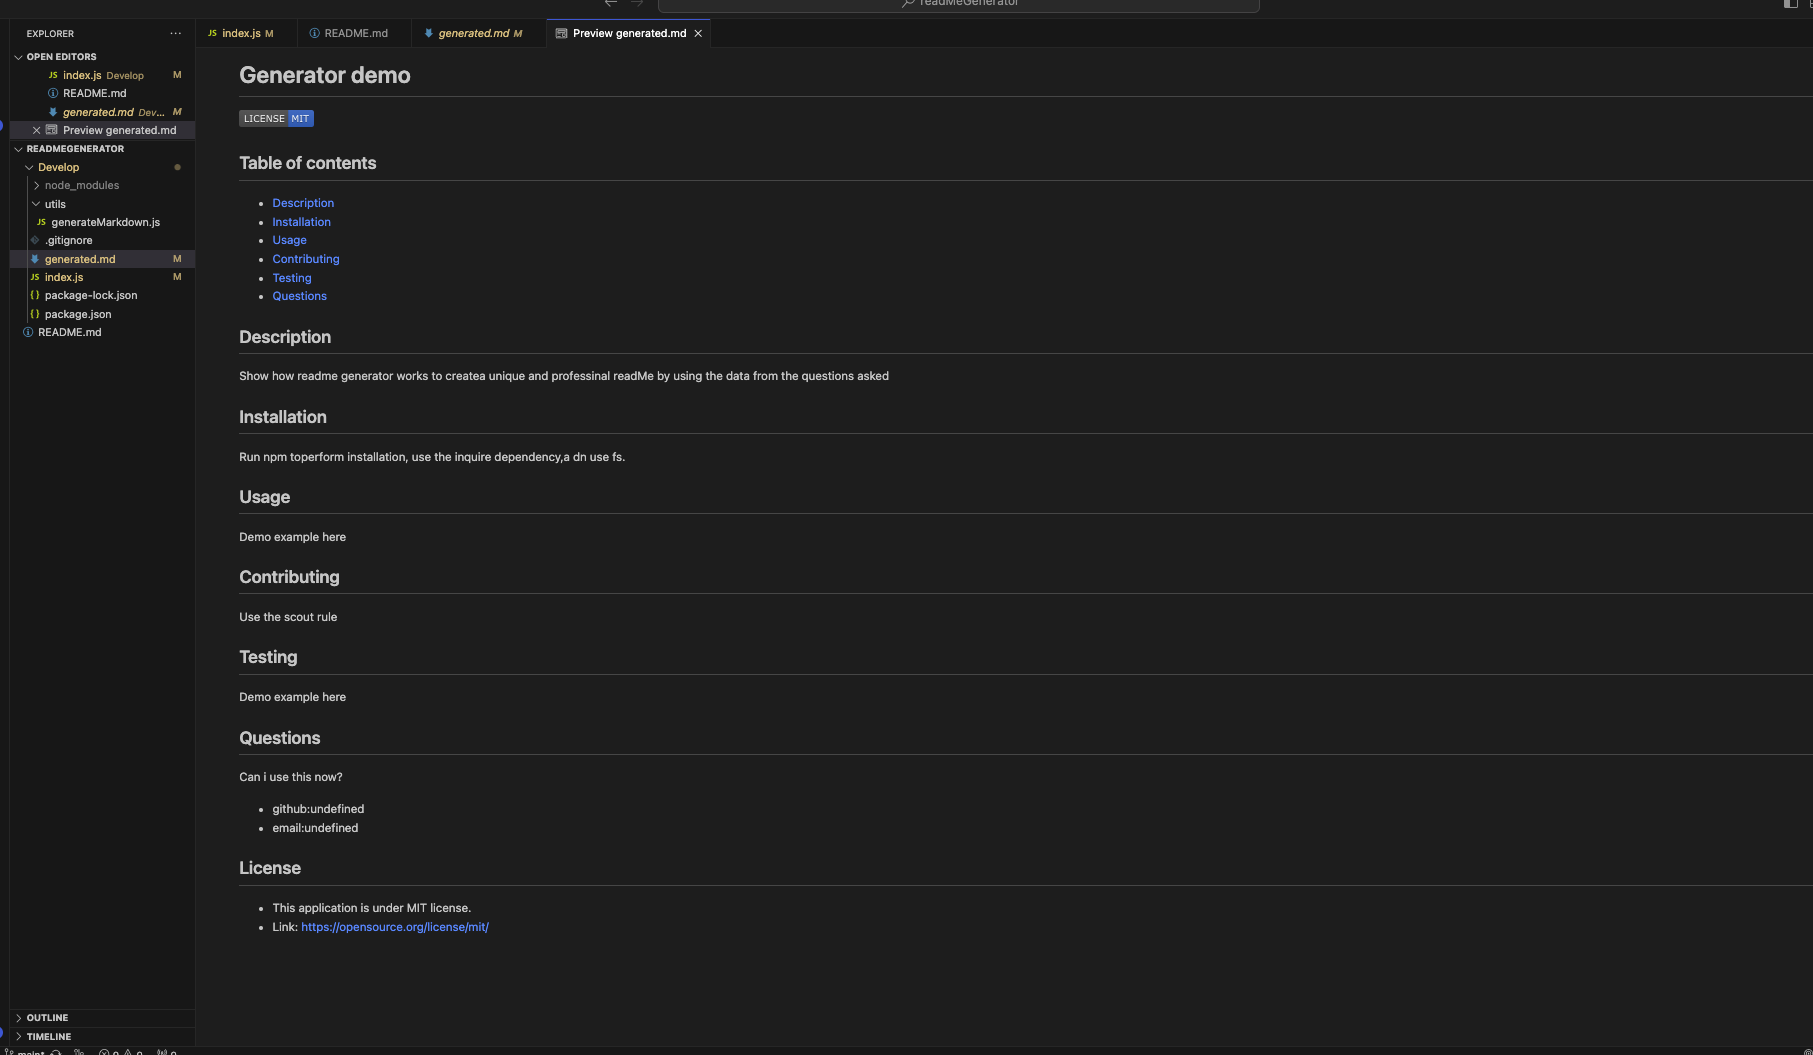 readMeGenerator
EXPLORER
index.js M
README.md
generated.md M
Preview generated.md
OPEN EDITORS
JS index.js Develop M
README.md
generated.md Dev... M
Preview generated.md
READMEGENERATOR
Develop
node_modules
utils
JS generateMarkdown.js
.gitignore
generated.md M
JS index.js M
{} package-lock.json
{} package.json
README.md
OUTLINE
TIMELINE
Generator demo
LICENSE MIT
Table of contents
Description
Installation
Usage
Contributing
Testing
Questions
Description
Show how readme generator works to createa unique and professinal readMe by using the data from the questions asked
Installation
Run npm toperform installation, use the inquire dependency,a dn use fs.
Usage
Demo example here
Contributing
Use the scout rule
Testing
Demo example here
Questions
Can i use this now?
github:undefined
email:undefined
License
This application is under MIT license.
Link: https://opensource.org/license/mit/